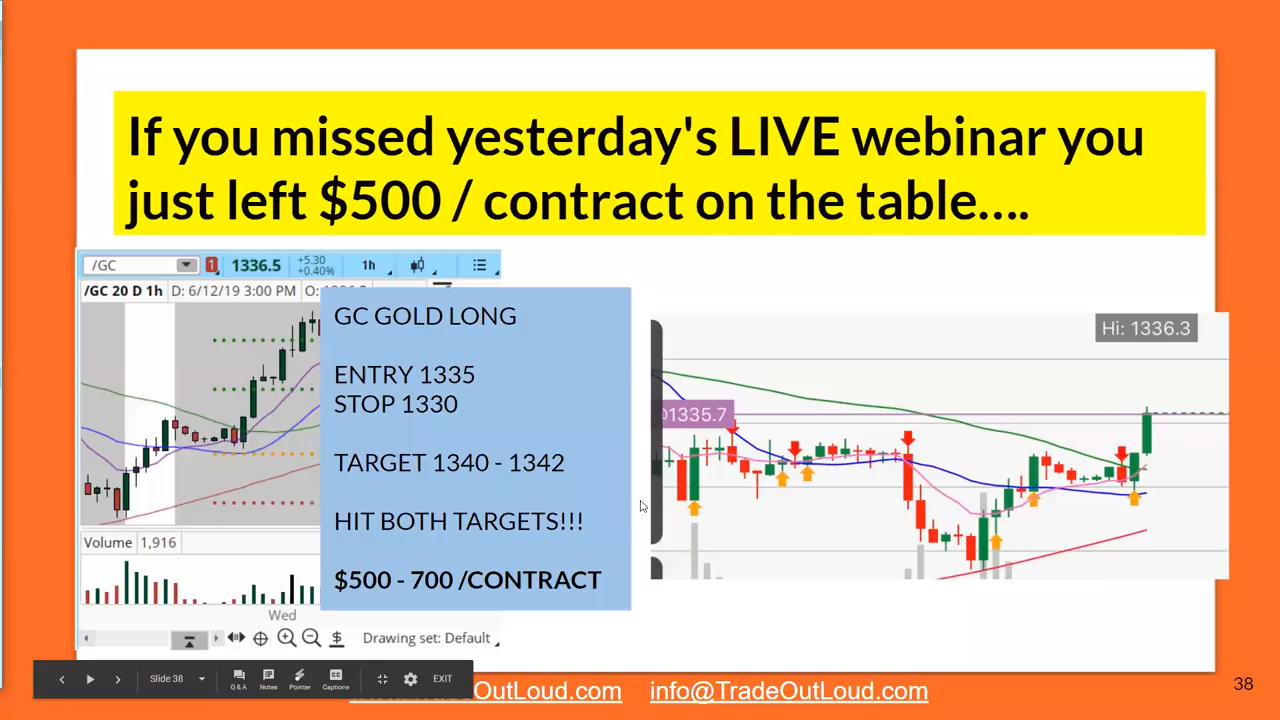 If you missed yesterday's LIVE webinar you
just left $500 / contract on the table....
/GC 1 1336.5 +5.30 1h
+0.40%
/GC 20 D 1h D: 6/12/19 3:00 PM O:
GC GOLD LONG
ENTRY 1335
STOP 1330
TARGET 1340 - 1342
HIT BOTH TARGETS!!!
$500 - 700 /CONTRACT
Volume 1,916
Wed
$ Drawing set: Default
Hi: 1336.3
1335.7
Slide 38
Q & A Notes Pointer Captions EXIT
OutLoud.com info@TradeOutLoud.com
38